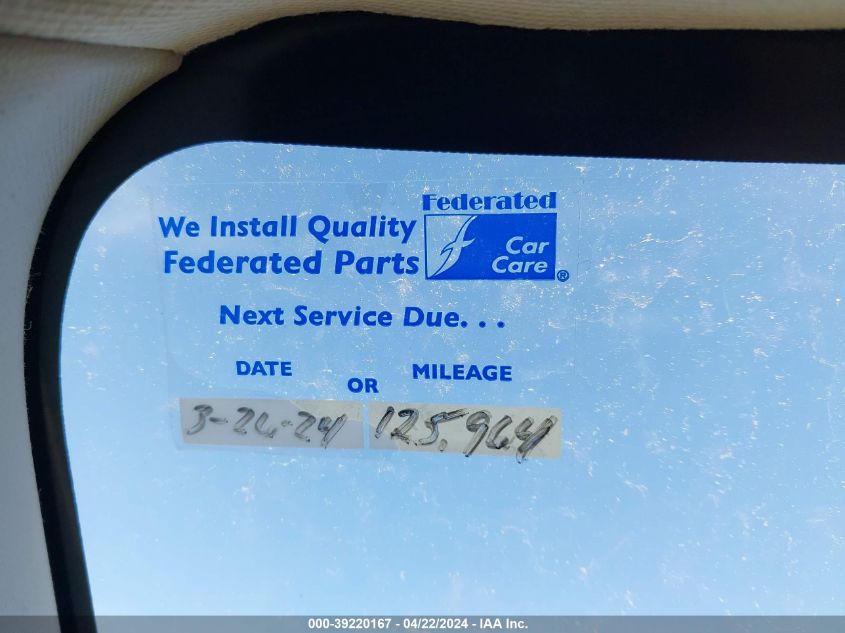 Federated
We Install Quality
Federated Parts
Car
Care®
Next Service Due. . .
DATE
OR
MILEAGE
3-26-24
125,964
000-39220167 - 04/22/2024 - IAA Inc.